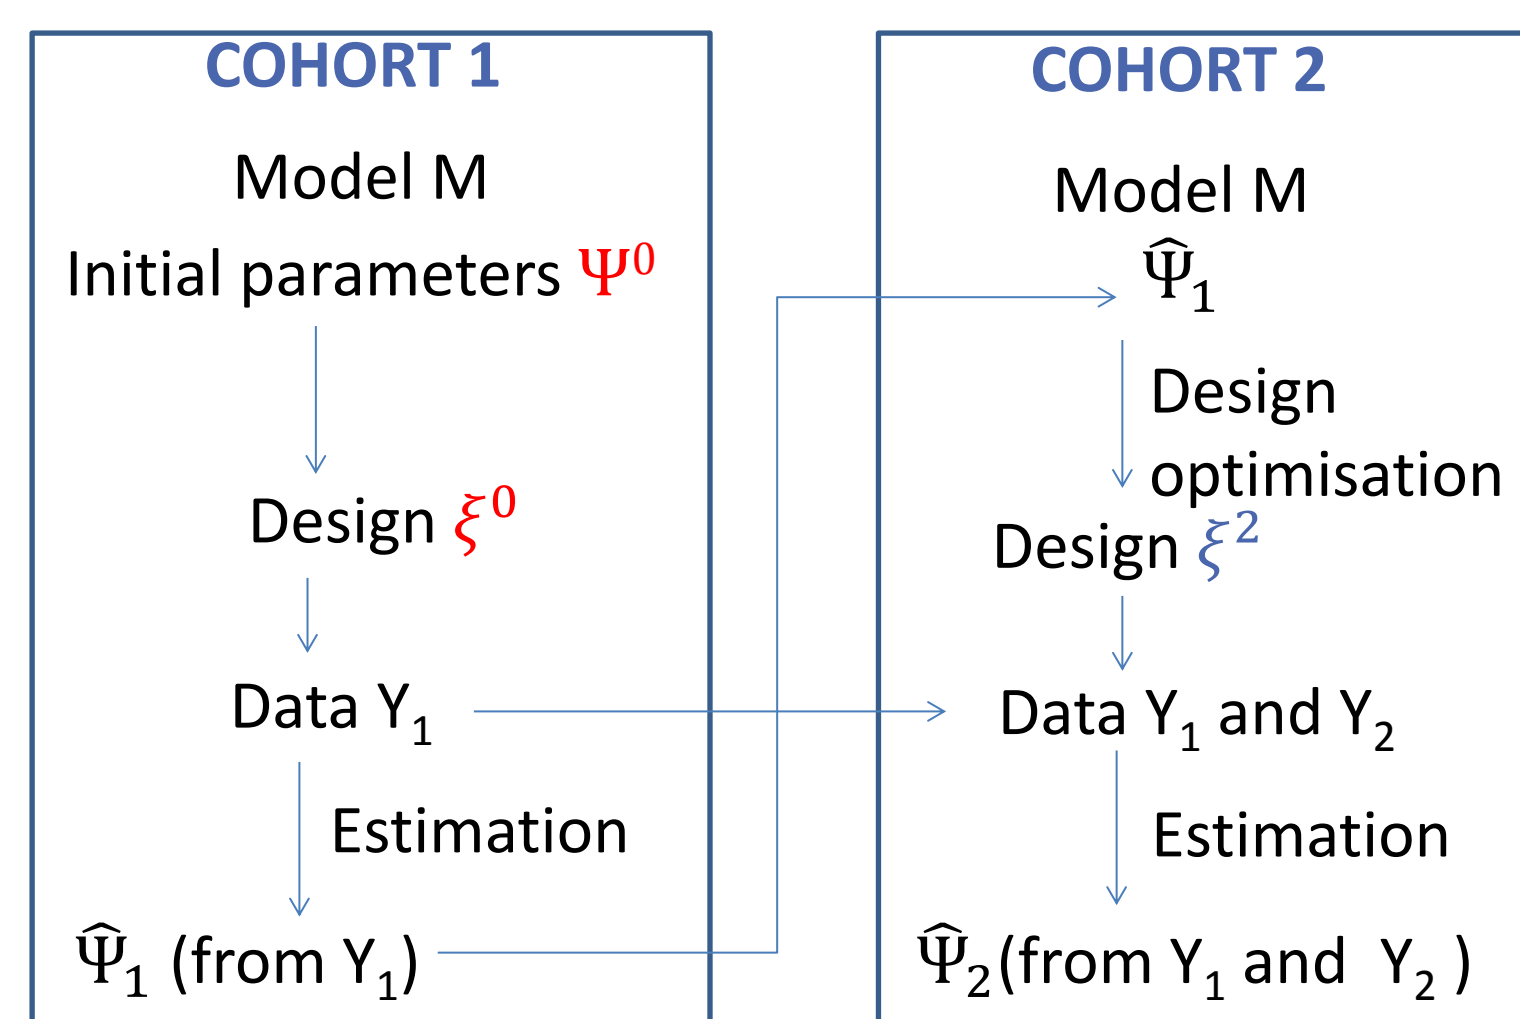 COHORT 1
Model M
Initial parameters Ψ⁰
Design ξ⁰
Data Y₁
Estimation
Ψ̂₁ (from Y₁)
COHORT 2
Model M
Ψ̂₁
Design
optimisation
Design ξ²
Data Y₁ and Y₂
Estimation
Ψ̂₂(from Y₁ and Y₂ )